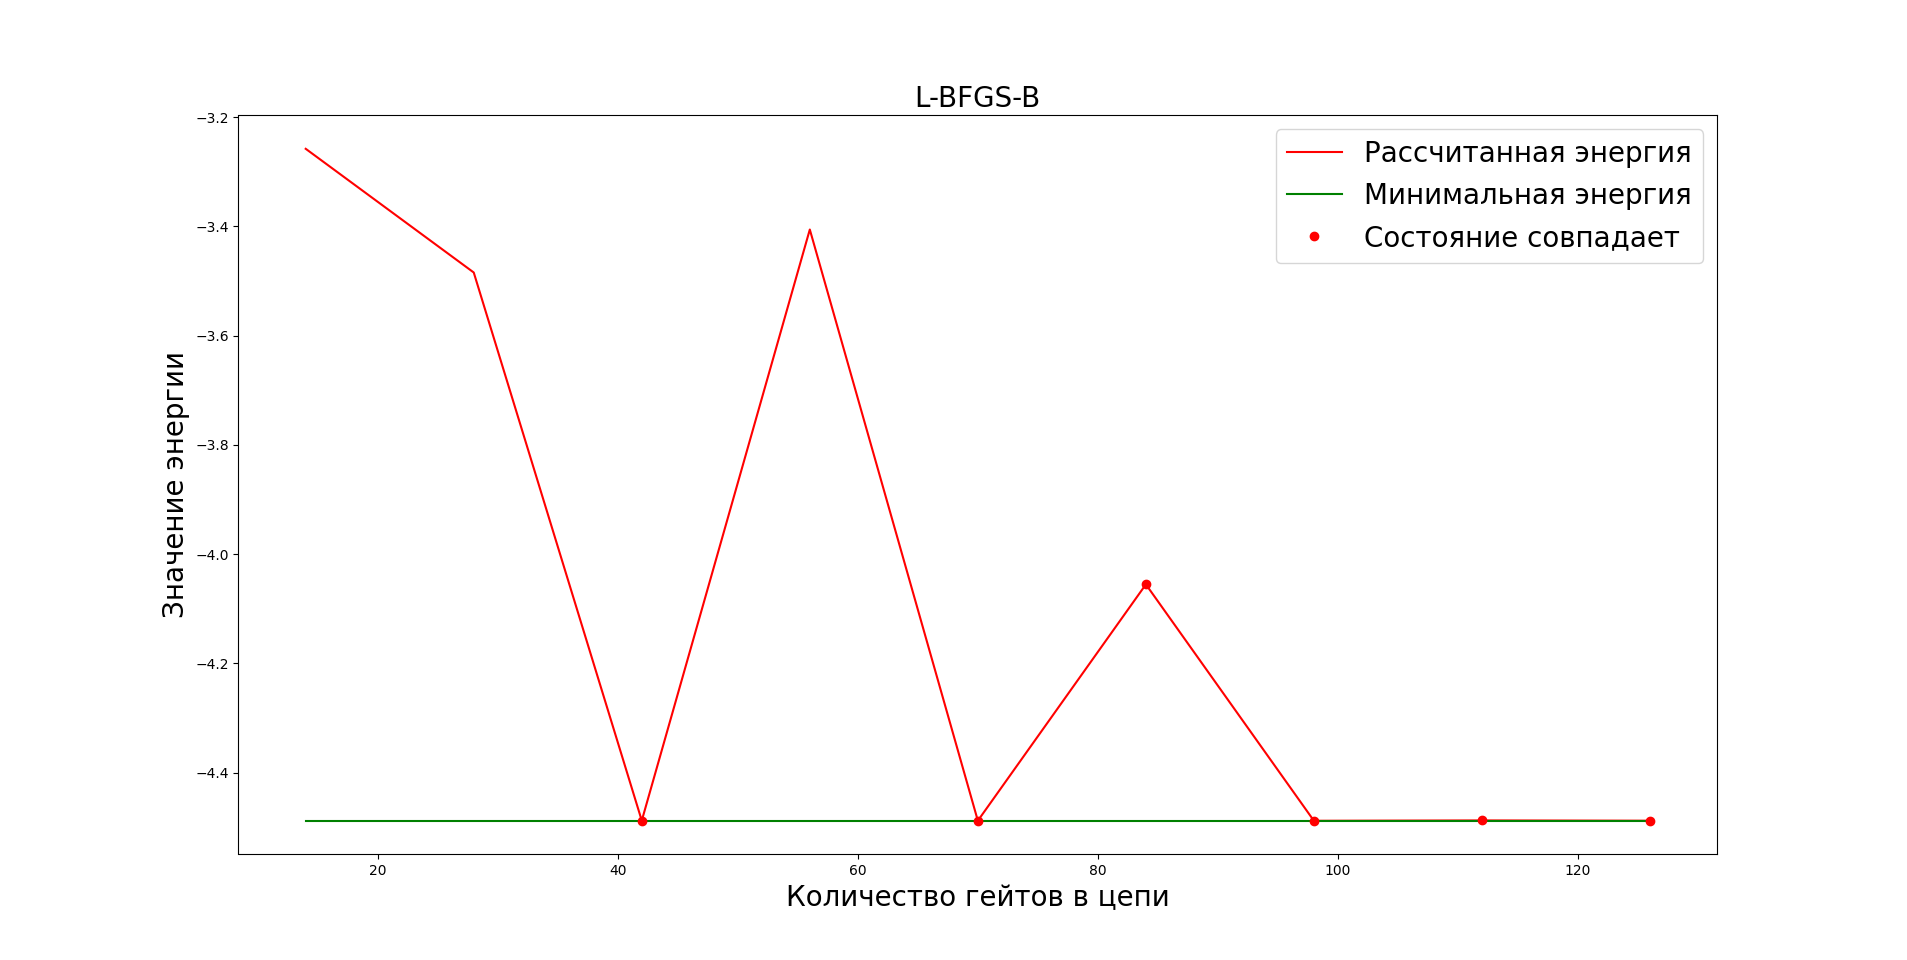 L-BFGS-B
Рассчитанная энергия
Минимальная энергия
Состояние совпадает
Значение энергии
−3.2
−3.4
−3.6
−3.8
−4.0
−4.2
−4.4
20 40 60 80 100 120
Количество гейтов в цепи